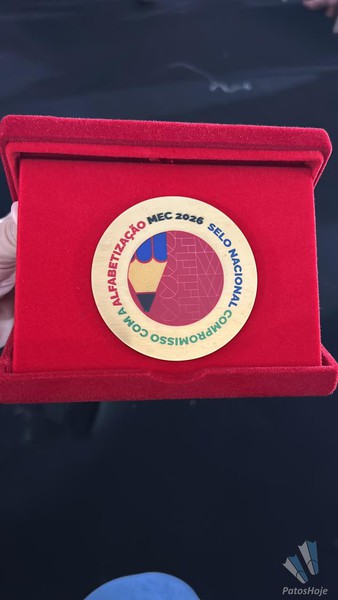 SELO NACIONAL COMPROMISSO COM A ALFABETIZAÇÃO MEC 2026
PatosHoje